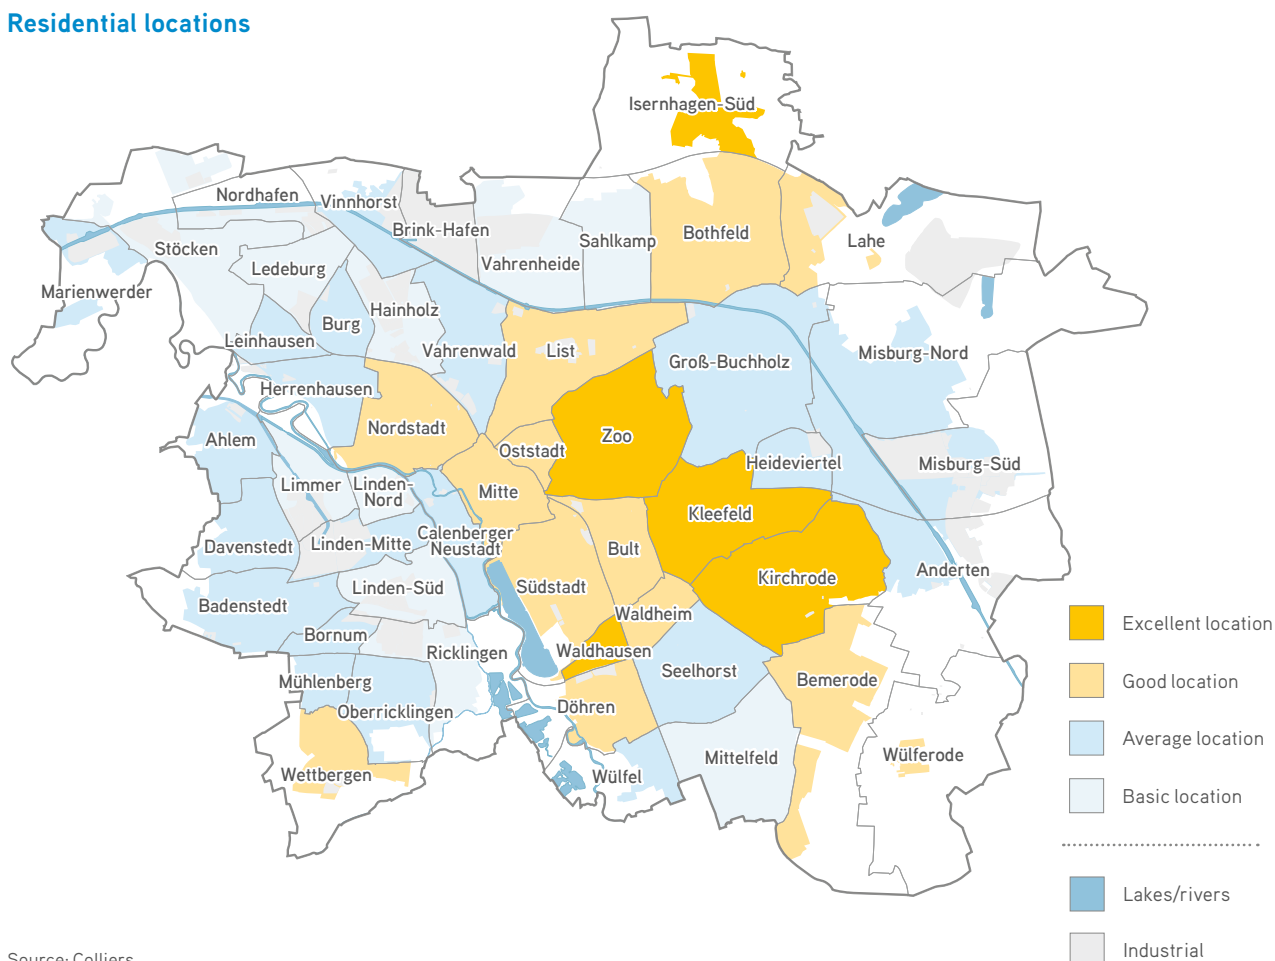 Residential locations
Isernhagen-Süd
Nordhafen
Vinnhorst
Brink-Hafen
Stöcken
Bothfeld
Sahlkamp
Lahe
Ledeburg
Vahrenheide
Marienwerder
Hainholz
Burg
Leinhausen
Vahrenwald
List
Groß-Buchholz
Misburg-Nord
Herrenhausen
Nordstadt
Zoo
Ahlem
Oststadt
Heideviertel
Misburg-Süd
Limmer
Linden-
Nord
Mitte
Kleefeld
Calenberger
Neustadt
Davenstedt
Linden-Mitte
Bult
Anderten
Kirchrode
Linden-Süd
Südstadt
Badenstedt
Waldheim
Bornum
Ricklingen
Waldhausen
Seelhorst
Mühlenberg
Bemerode
Oberricklingen
Döhren
Wettbergen
Wülfel
Mittelfeld
Wülferode
Excellent location
Good location
Average location
Basic location
Lakes/rivers
Industrial
Source: Colliers